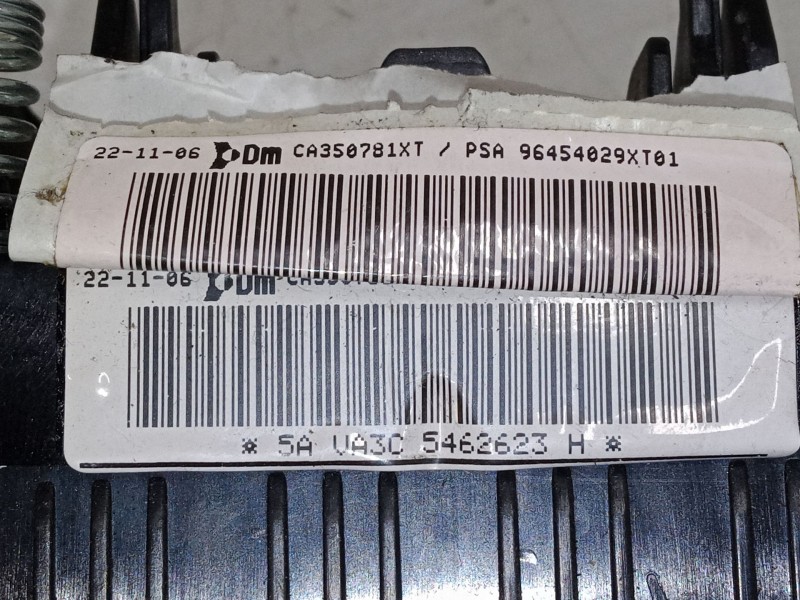 22-11-06 Dm CA350781XT / PSA 96454029XT01
22-11-06 Dm
* 5A VA3C 5462623 H *